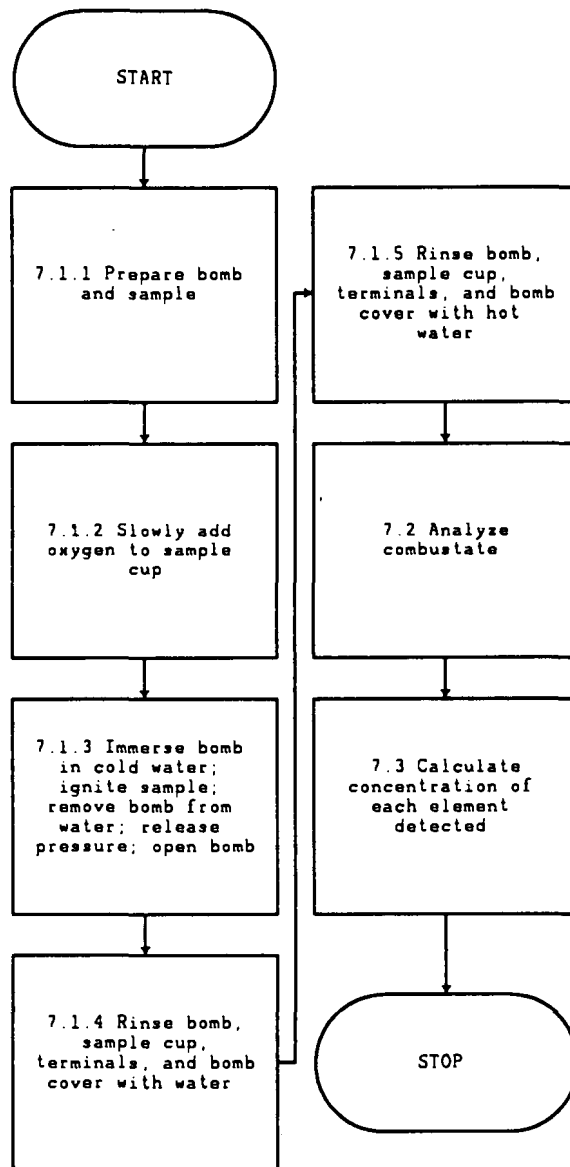 START
7.1.1 Prepare bomb
and sample
7.1.2 Slowly add
oxygen to sample
cup
7.1.3 Immerse bomb
in cold water;
ignite sample;
remove bomb from
water; release
pressure; open bomb
7.1.4 Rinse bomb,
sample cup,
terminals, and bomb
cover with water
7.1.5 Rinse bomb,
sample cup,
terminals, and bomb
cover with hot
water
7.2 Analyze
combustate
7.3 Calculate
concentration of
each element
detected
STOP